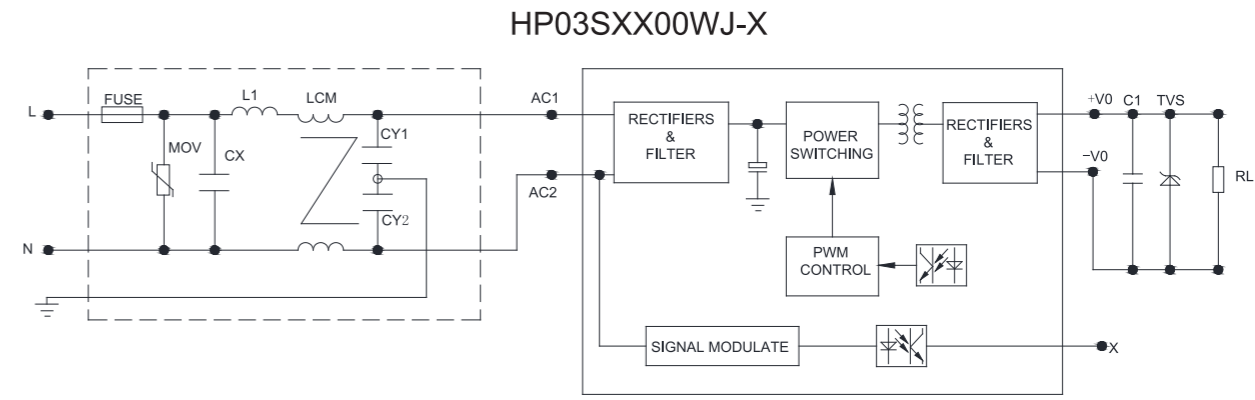 HP03SXX00WJ-X
L
FUSE
L1
LCM
MOV
CX
CY1
CY2
N
AC1
AC2
RECTIFIERS
&
FILTER
POWER
SWITCHING
RECTIFIERS
&
FILTER
PWM
CONTROL
SIGNAL MODULATE
+V0
C1
TVS
−V0
RL
X